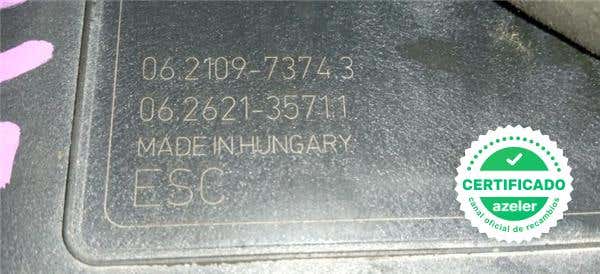 06.2109-7374.3
06.2621-3571.1
MADE IN HUNGARY
ESC
CERTIFICADO
azeler
canal oficial de recambios